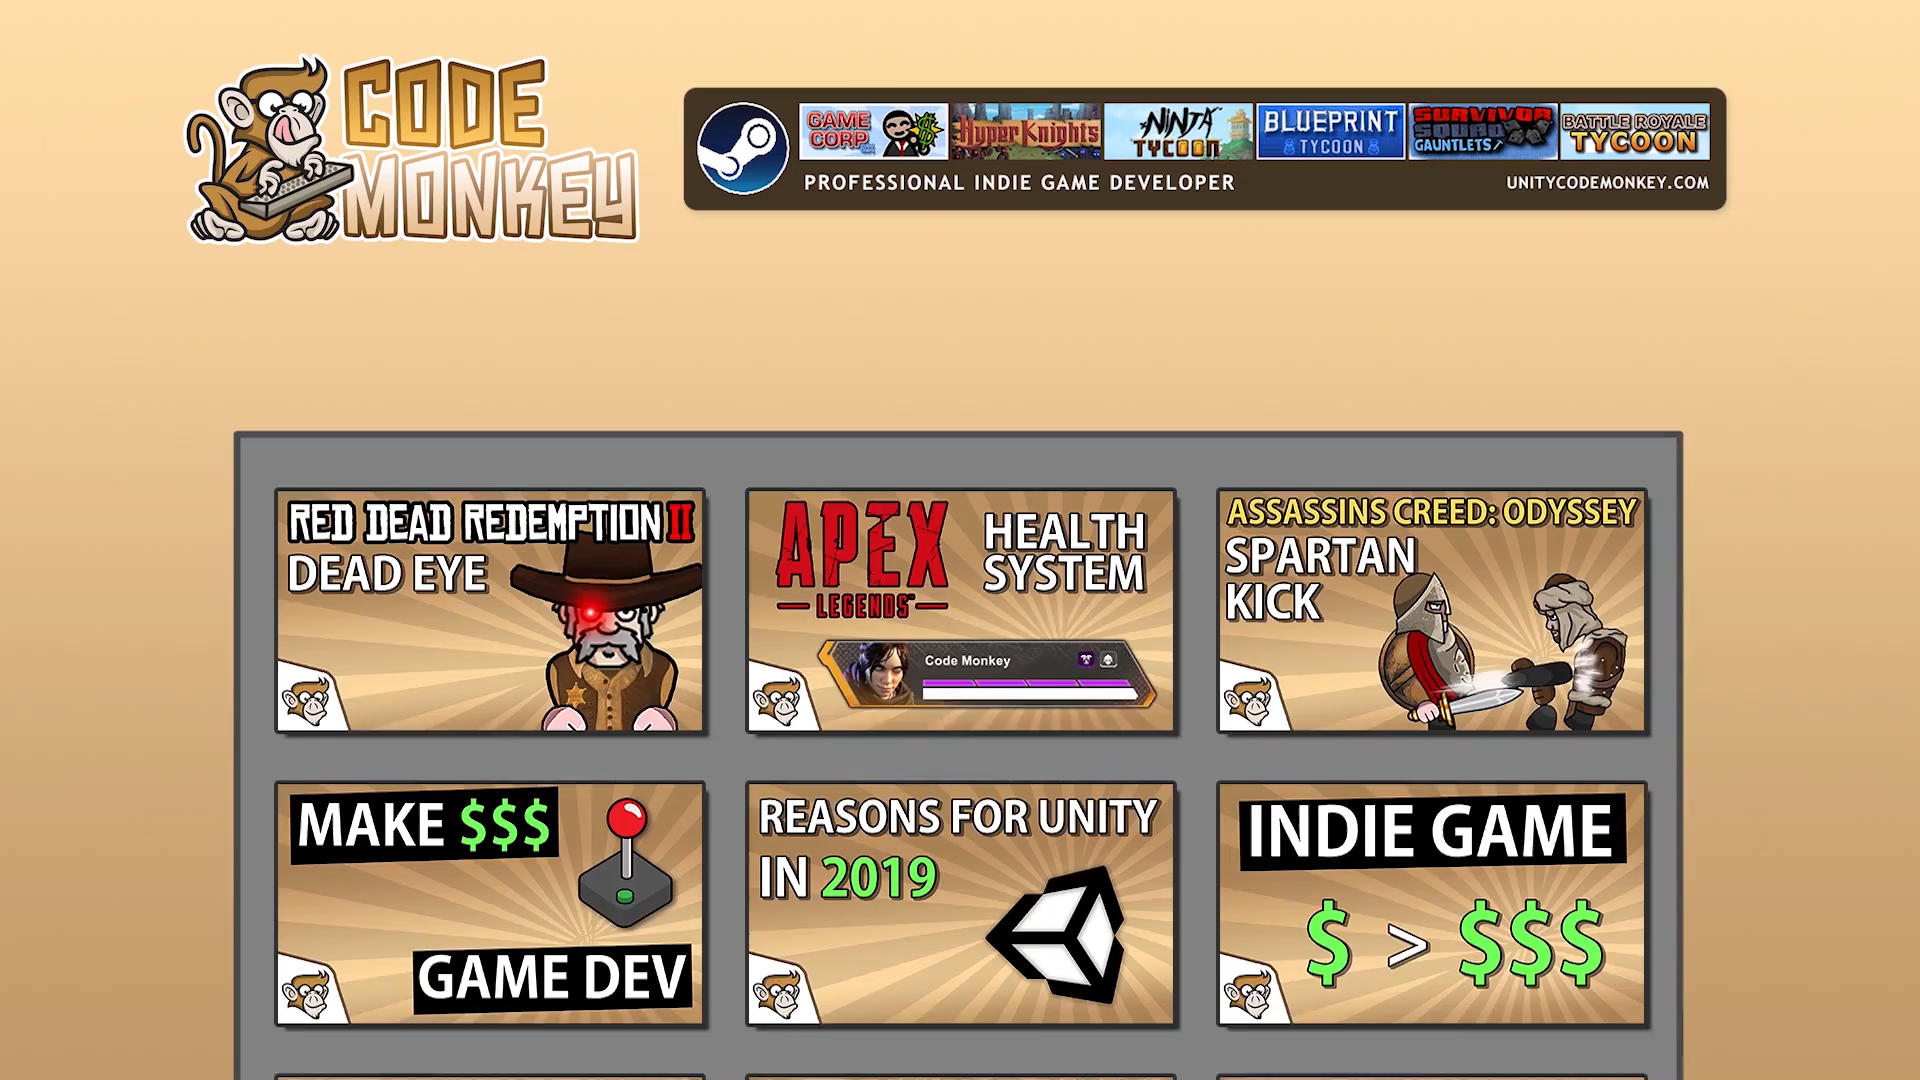 CODE
MONKEY
GAME
CORP
HYPER KNIGHTS
NINJA
TYCOON
BLUEPRINT
TYCOON
SURVIVOR
SQUAD
GAUNTLETS
BATTLE ROYALE
TYCOON
PROFESSIONAL INDIE GAME DEVELOPER
UNITYCODEMONKEY.COM
RED DEAD REDEMPTION II
DEAD EYE
APEX
LEGENDS
HEALTH
SYSTEM
Code Monkey
ASSASSINS CREED: ODYSSEY
SPARTAN
KICK
MAKE $$$
GAME DEV
REASONS FOR UNITY
IN 2019
INDIE GAME
$ > $$$